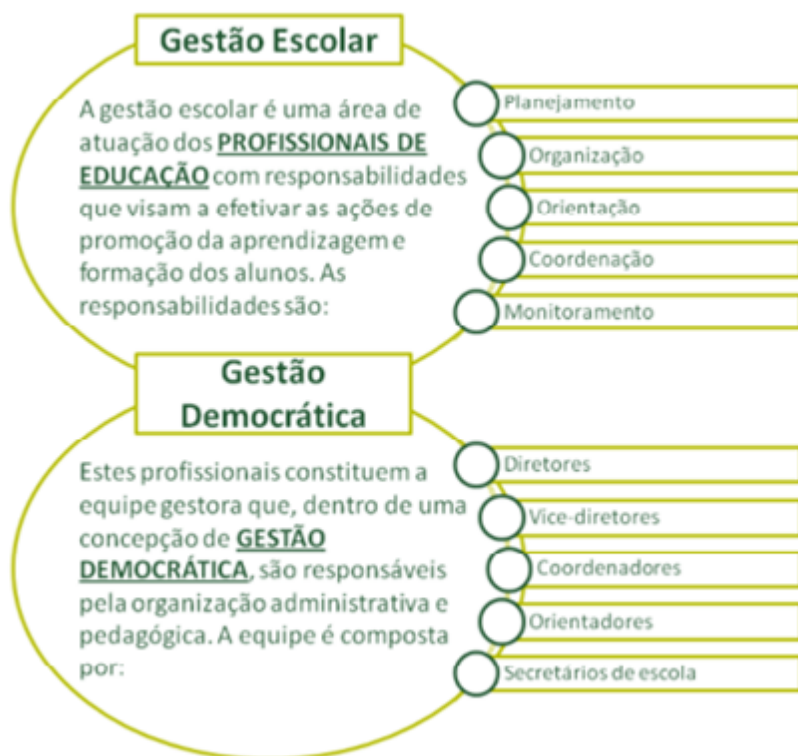 Gestão Escolar
A gestão escolar é uma área de
atuação dos PROFISSIONAIS DE
EDUCAÇÃO com responsabilidades
que visam a efetivar as ações de
promoção da aprendizagem e
formação dos alunos. As
responsabilidades são:
Planejamento
Organização
Orientação
Coordenação
Monitoramento
Gestão
Democrática
Estes profissionais constituem a
equipe gestora que, dentro de uma
concepção de GESTÃO
DEMOCRÁTICA, são responsáveis
pela organização administrativa e
pedagógica. A equipe é composta
por:
Diretores
Vice-diretores
Coordenadores
Orientadores
Secretários de escola